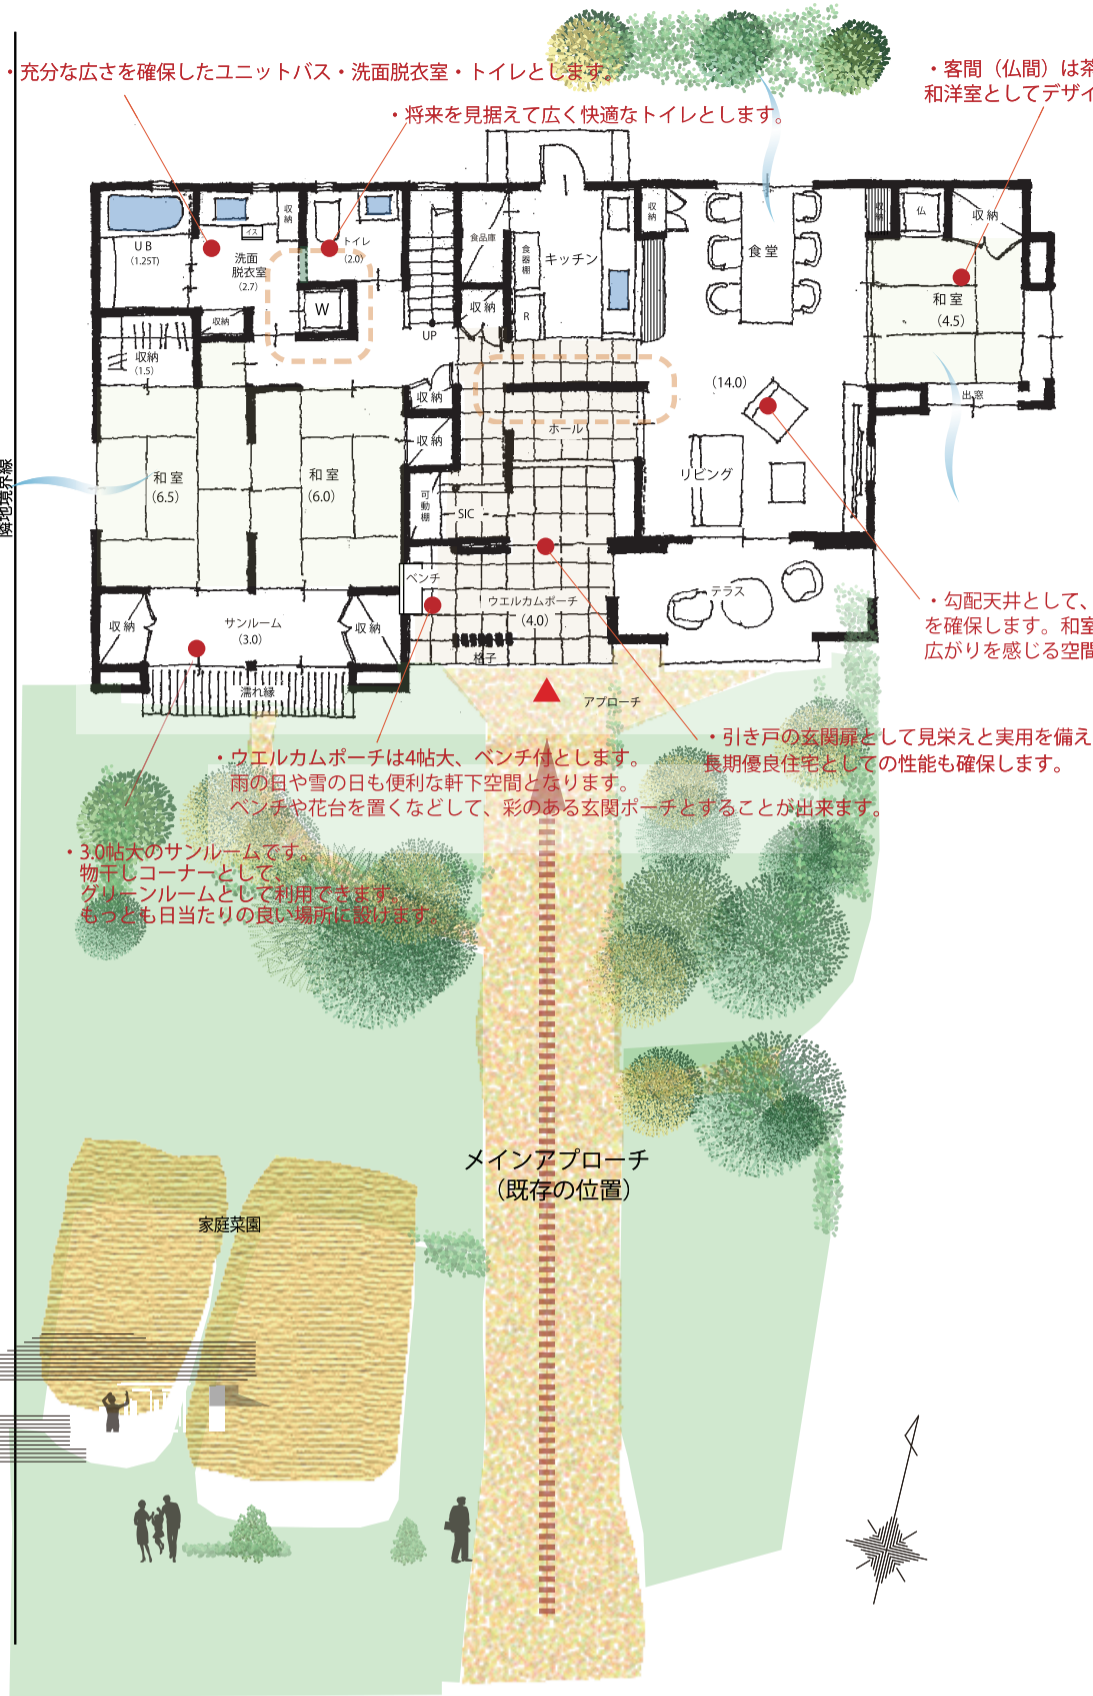 ・充分な広さを確保したユニットバス・洗面脱衣室・トイレとします。
・将来を見据えて広く快適なトイレとします。
・客間（仏間）は茶
和洋室としてデザイ
UB
(1.25T)
イス
収納
洗面
脱衣室
(2.7)
トイレ
(2.0)
収納
W
収納
(1.5)
UP
食品庫
収納
食器棚
R
キッチン
収納
食堂
収納
仏
収納
和室
(4.5)
出窓
(14.0)
収納
収納
ホール
リビング
和室
(6.5)
和室
(6.0)
可動棚
SIC
ベンチ
ウエルカムポーチ
(4.0)
格子
テラス
収納
サンルーム
(3.0)
収納
濡れ縁
アプローチ
隣地境界線
・勾配天井として、
を確保します。和室
広がりを感じる空間
・引き戸の玄関扉として見栄えと実用を備え
長期優良住宅としての性能も確保します。
・ウエルカムポーチは4帖大、ベンチ付とします。
雨の日や雪の日も便利な軒下空間となります。
ベンチや花台を置くなどして、彩のある玄関ポーチとすることが出来ます。
・3.0帖大のサンルームです。
物干しコーナーとして、
グリーンルームとして利用できます。
もっとも日当たりの良い場所に設けます。
メインアプローチ
（既存の位置）
家庭菜園